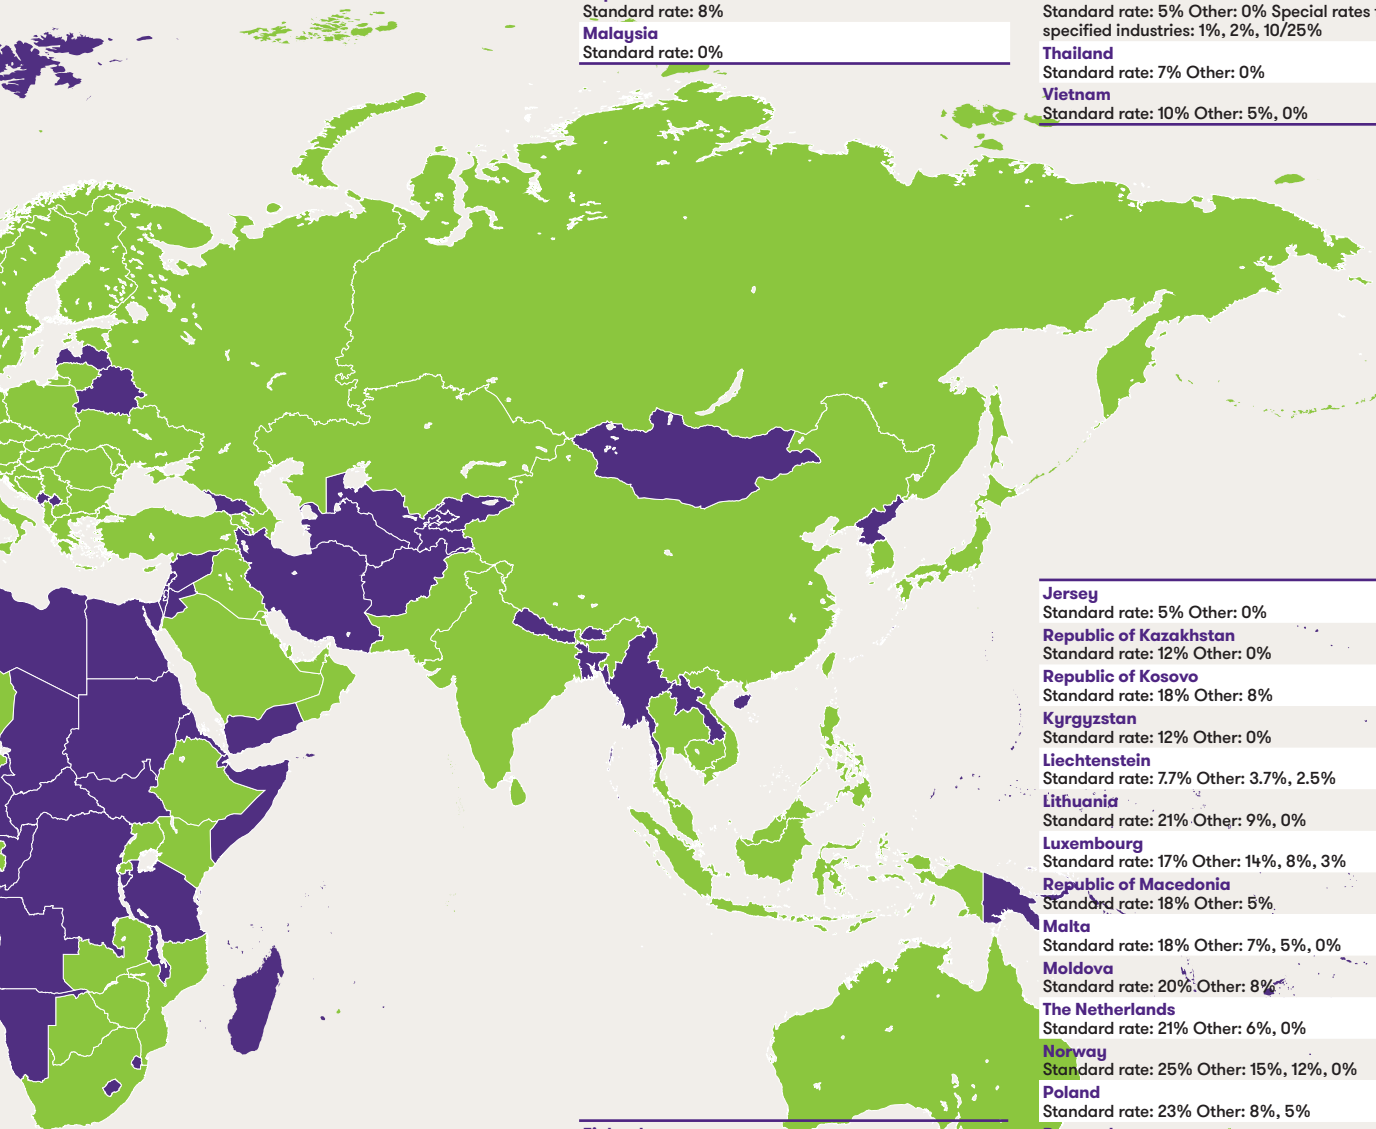 Standard rate: 8%
Malaysia
Standard rate: 0%
Standard rate: 5% Other: 0% Special rates
specified industries: 1%, 2%, 10/25%
Thailand
Standard rate: 7% Other: 0%
Vietnam
Standard rate: 10% Other: 5%, 0%
Jersey
Standard rate: 5% Other: 0%
Republic of Kazakhstan
Standard rate: 12% Other: 0%
Republic of Kosovo
Standard rate: 18% Other: 8%
Kyrgyzstan
Standard rate: 12% Other: 0%
Liechtenstein
Standard rate: 7.7% Other: 3.7%, 2.5%
Lithuania
Standard rate: 21% Other: 9%, 0%
Luxembourg
Standard rate: 17% Other: 14%, 8%, 3%
Republic of Macedonia
Standard rate: 18% Other: 5%
Malta
Standard rate: 18% Other: 7%, 5%, 0%
Moldova
Standard rate: 20% Other: 8%
The Netherlands
Standard rate: 21% Other: 6%, 0%
Norway
Standard rate: 25% Other: 15%, 12%, 0%
Poland
Standard rate: 23% Other: 8%, 5%